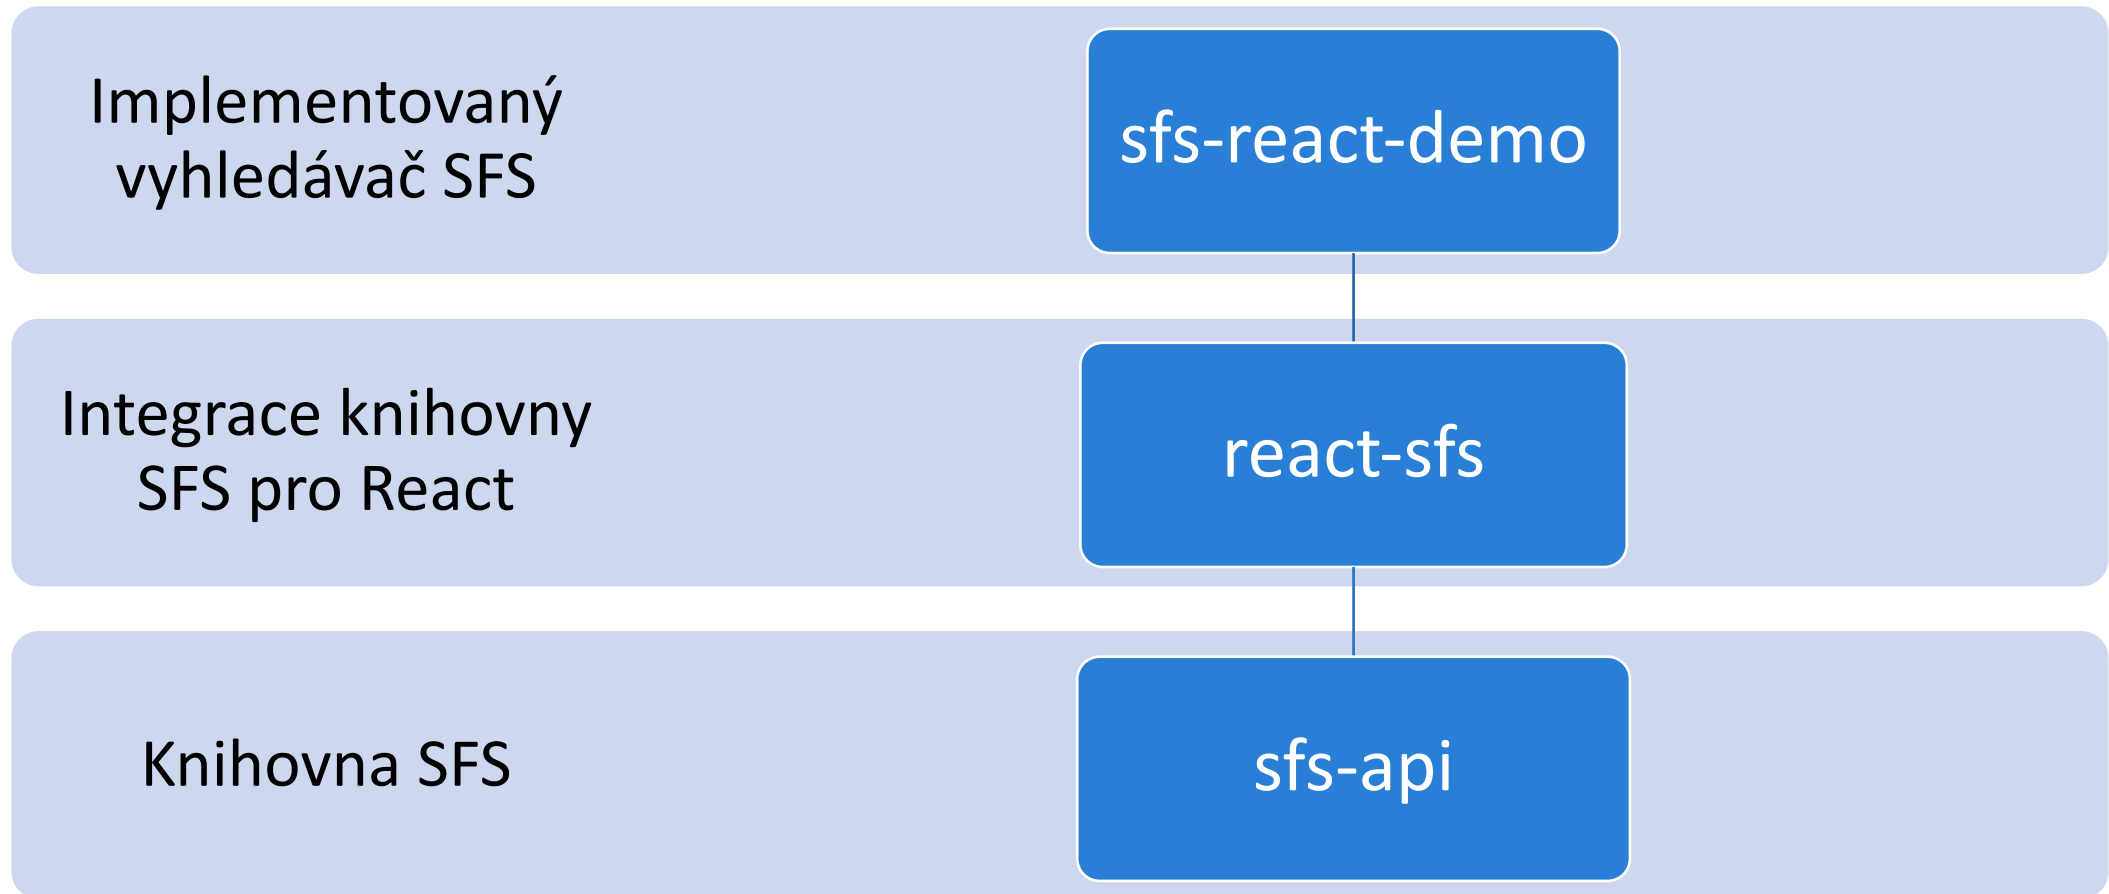 Implementovaný
vyhledávač SFS
sfs-react-demo
Integrace knihovny
SFS pro React
react-sfs
Knihovna SFS
sfs-api